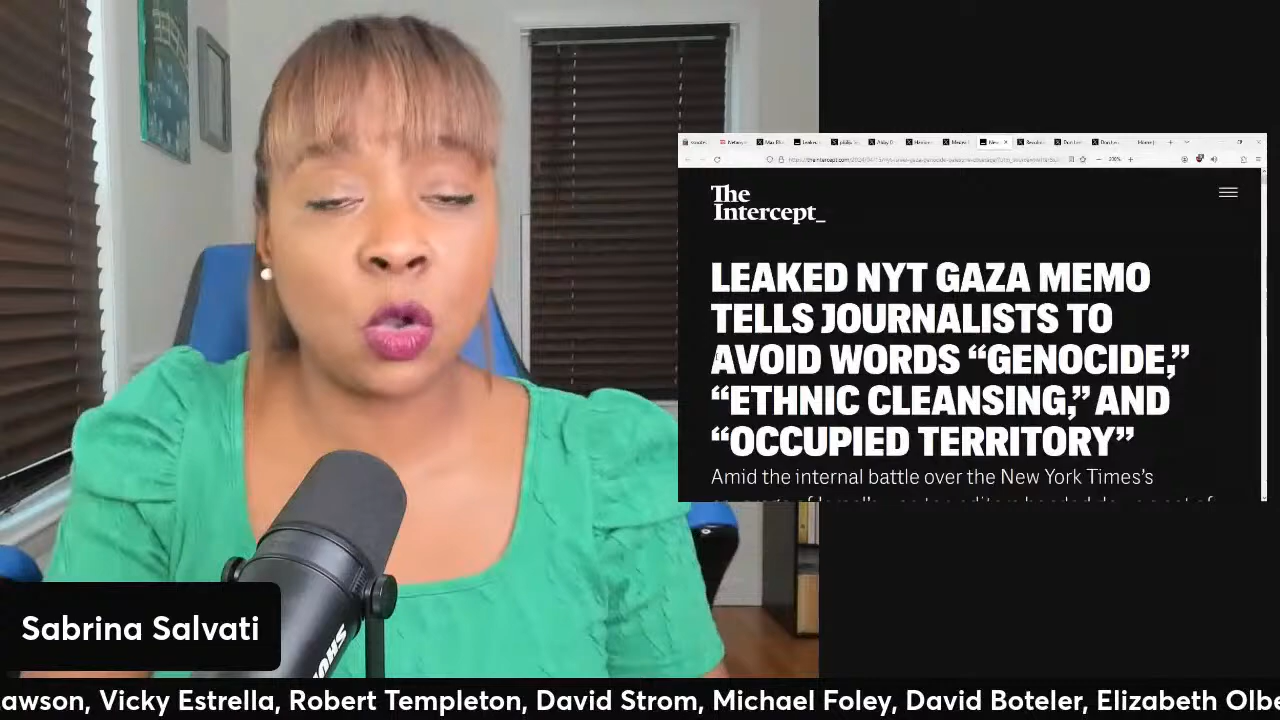 The
Intercept_
LEAKED NYT GAZA MEMO
TELLS JOURNALISTS TO
AVOID WORDS “GENOCIDE,”
“ETHNIC CLEANSING,” AND
“OCCUPIED TERRITORY”
Amid the internal battle over the New York Times’s
Sabrina Salvati
SHU
Vicky Estrella, Robert Templeton, David Strom, Michael Foley, David Boteler, Elizabeth